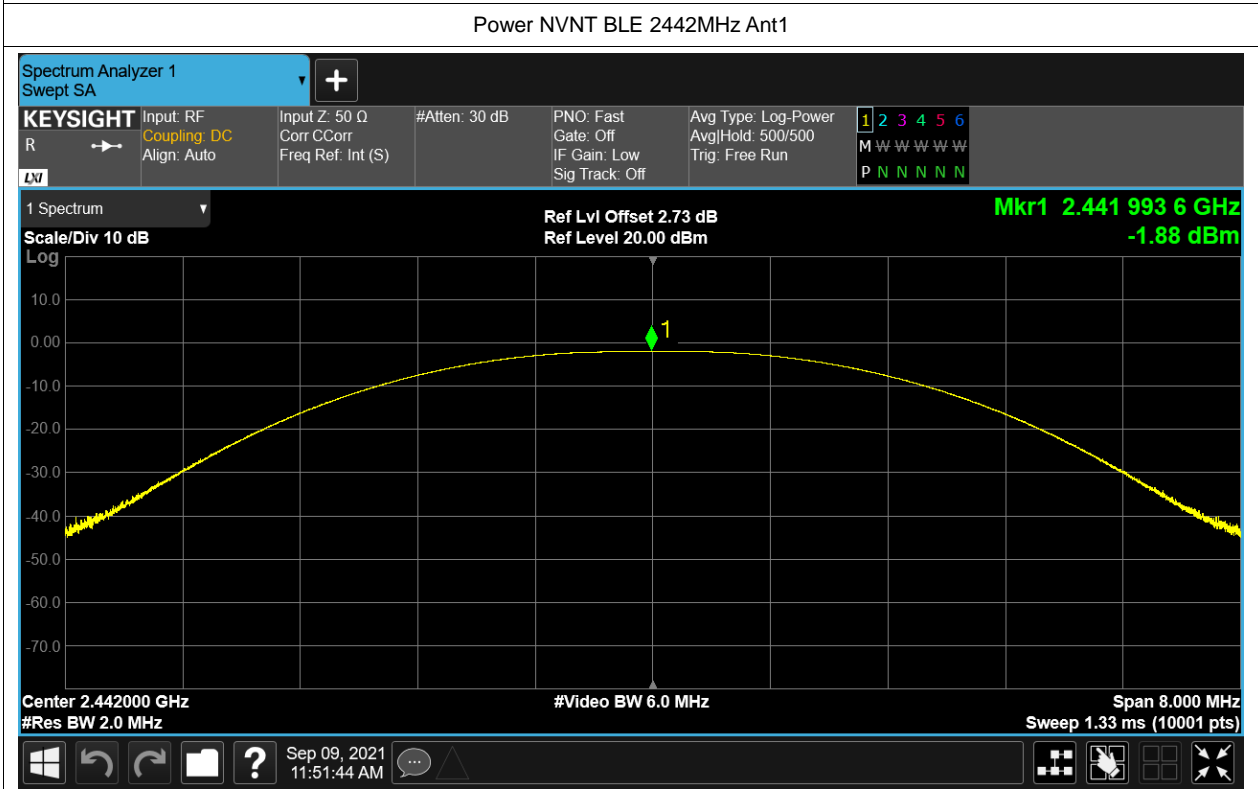 Power NVNT BLE 2442MHz Ant1
Spectrum Analyzer 1
Swept SA
KEYSIGHT
R
LXI
Input: RF
Coupling: DC
Align: Auto
Input Z: 50 Ω
Corr CCorr
Freq Ref: Int (S)
#Atten: 30 dB
PNO: Fast
Gate: Off
IF Gain: Low
Sig Track: Off
Avg Type: Log-Power
Avg|Hold: 500/500
Trig: Free Run
1 2 3 4 5 6
M W W W W W
P N N N N N
1 Spectrum
Scale/Div 10 dB
Log
Ref Lvl Offset 2.73 dB
Ref Level 20.00 dBm
Mkr1 2.441 993 6 GHz
-1.88 dBm
1
10.0
0.00
-10.0
-20.0
-30.0
-40.0
-50.0
-60.0
-70.0
Center 2.442000 GHz
#Res BW 2.0 MHz
#Video BW 6.0 MHz
Span 8.000 MHz
Sweep 1.33 ms (10001 pts)
?
Sep 09, 2021
11:51:44 AM